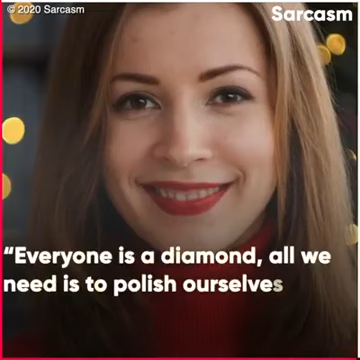 © 2020 Sarcasm
Sarcasm
“Everyone is a diamond, all we
need is to polish ourselves